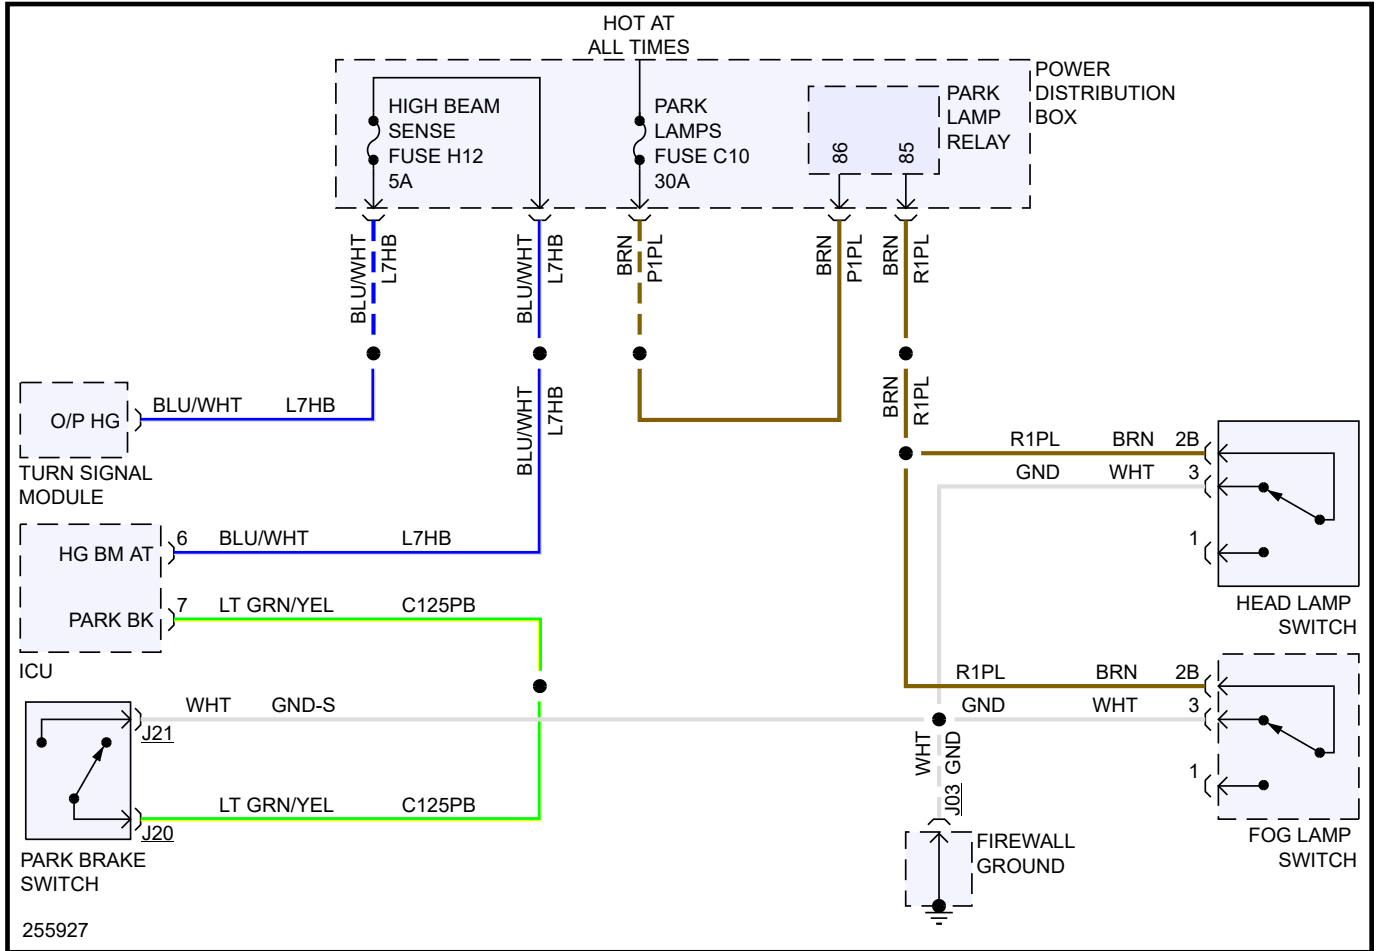 HOT AT
ALL TIMES
POWER
DISTRIBUTION
BOX
HIGH BEAM
SENSE
FUSE H12
5A
PARK
LAMPS
FUSE C10
30A
PARK
LAMP
RELAY
86
85
BLU/WHT
L7HB
BLU/WHT
L7HB
BRN
P1PL
BRN
P1PL
BRN
R1PL
BLU/WHT
L7HB
BRN
R1PL
O/P HG
BLU/WHT
L7HB
TURN SIGNAL
MODULE
R1PL
BRN
2B
GND
WHT
3
1
HEAD LAMP
SWITCH
HG BM AT
6
BLU/WHT
L7HB
PARK BK
7
LT GRN/YEL
C125PB
ICU
R1PL
BRN
2B
WHT
GND-S
GND
WHT
3
J21
WHT
GND
J03
1
LT GRN/YEL
C125PB
J20
PARK BRAKE
SWITCH
FIREWALL
GROUND
FOG LAMP
SWITCH
255927